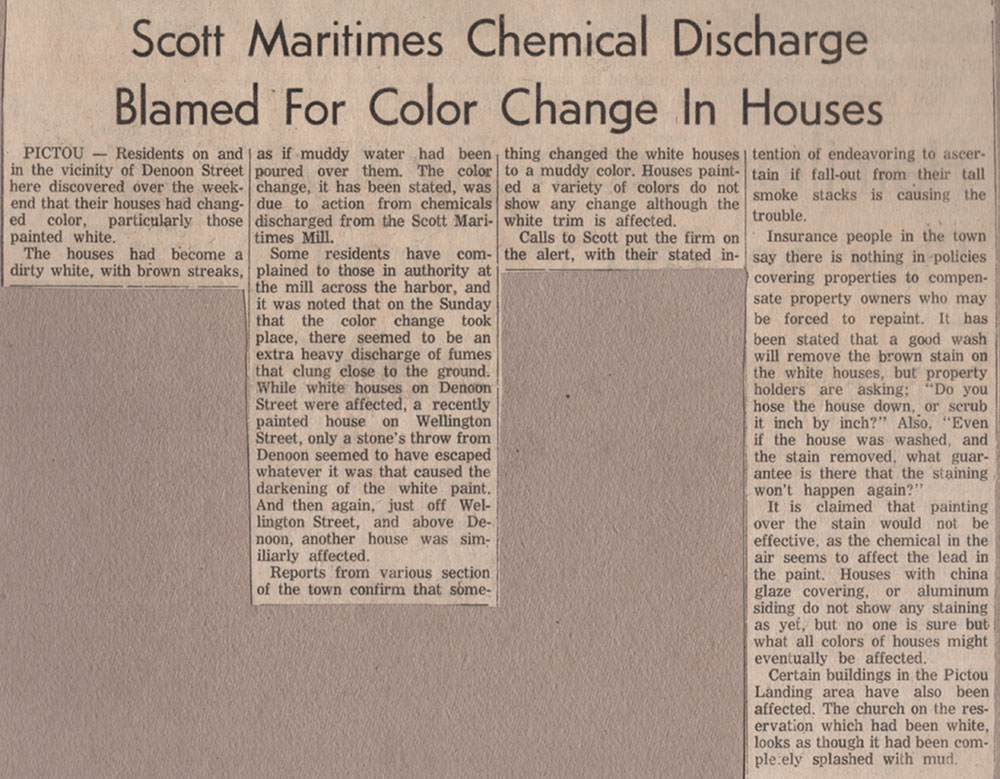 Scott Maritimes Chemical Discharge
Blamed For Color Change In Houses
PICTOU — Residents on and
in the vicinity of Denoon Street
here discovered over the week-
end that their houses had chang-
ed color, particularly those
painted white.
The houses had become a
dirty white, with brown streaks,
as if muddy water had been
poured over them. The color
change, it has been stated, was
due to action from chemicals
discharged from the Scott Mari-
times Mill.
Some residents have com-
plained to those in authority at
the mill across the harbor, and
it was noted that on the Sunday
that the color change took
place, there seemed to be an
extra heavy discharge of fumes
that clung close to the ground.
While white houses on Denoon
Street were affected, a recently
painted house on Wellington
Street, only a stone's throw from
Denoon seemed to have escaped
whatever it was that caused the
darkening of the white paint.
And then again, just off Wel-
lington Street, and above De-
noon, another house was sim-
iliarly affected.
Reports from various section
of the town confirm that some-
thing changed the white houses
to a muddy color. Houses paint-
ed a variety of colors do not
show any change although the
white trim is affected.
Calls to Scott put the firm on
the alert, with their stated in-
tention of endeavoring to ascer-
tain if fall-out from their tall
smoke stacks is causing the
trouble.
Insurance people in the town
say there is nothing in policies
covering properties to compen-
sate property owners who may
be forced to repaint. It has
been stated that a good wash
will remove the brown stain on
the white houses, but property
holders are asking; "Do you
hose the house down, or scrub
it inch by inch?" Also, "Even
if the house was washed, and
the stain removed, what guar-
antee is there that the staining
won't happen again?"
It is claimed that painting
over the stain would not be
effective, as the chemical in the
air seems to affect the lead in
the paint. Houses with china
glaze covering, or aluminum
siding do not show any staining
as yet, but no one is sure but
what all colors of houses might
eventually be affected.
Certain buildings in the Pictou
Landing area have also been
affected. The church on the res-
ervation which had been white,
looks as though it had been com-
pletely splashed with mud.